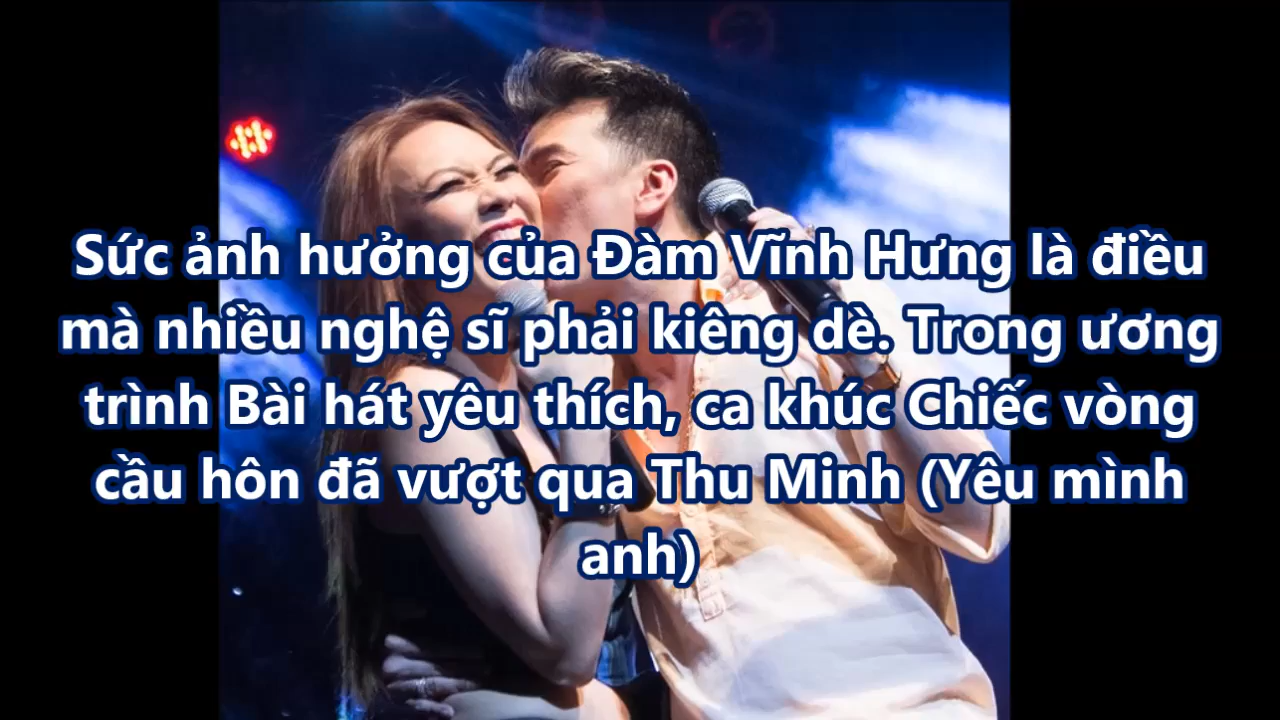 Sức ảnh hưởng của Đàm Vĩnh Hưng là điều
mà nhiều nghệ sĩ phải kiêng dè. Trong ương
trình Bài hát yêu thích, ca khúc Chiếc vòng
cầu hôn đã vượt qua Thu Minh (Yêu mình
anh)